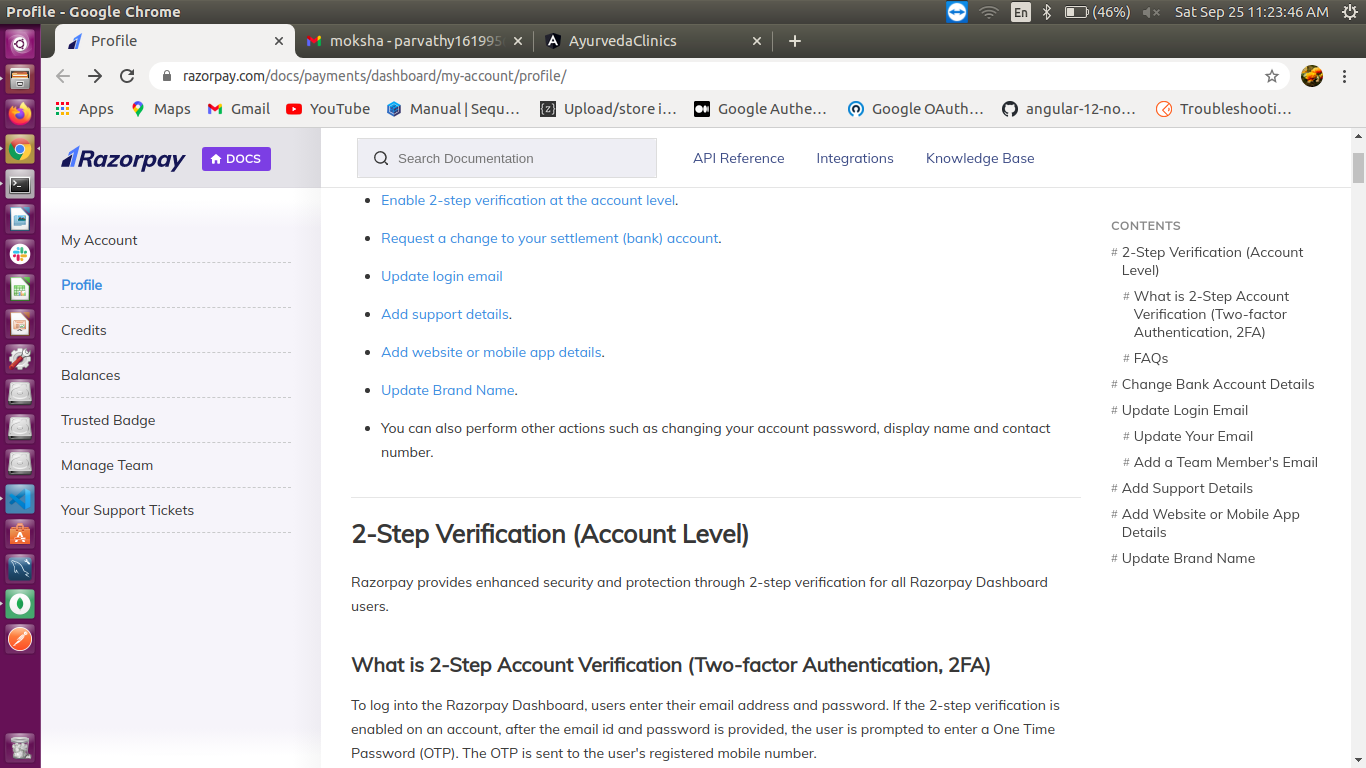 Profile - Google Chrome
En
(46%)
Sat Sep 25 11:23:46 AM
Profile
moksha - parvathy161995
AyurvedaClinics
razorpay.com/docs/payments/dashboard/my-account/profile/
Apps
Maps
Gmail
YouTube
Manual | Sequ…
Upload/store i…
Google Authe…
Google OAuth…
angular-12-no…
Troubleshooti…
Razorpay
DOCS
Search Documentation
API Reference
Integrations
Knowledge Base
My Account
Profile
Credits
Balances
Trusted Badge
Manage Team
Your Support Tickets
• Enable 2-step verification at the account level.
• Request a change to your settlement (bank) account.
• Update login email
• Add support details.
• Add website or mobile app details.
• Update Brand Name.
• You can also perform other actions such as changing your account password, display name and contact
number.
2-Step Verification (Account Level)
Razorpay provides enhanced security and protection through 2-step verification for all Razorpay Dashboard
users.
What is 2-Step Account Verification (Two-factor Authentication, 2FA)
To log into the Razorpay Dashboard, users enter their email address and password. If the 2-step verification is
enabled on an account, after the email id and password is provided, the user is prompted to enter a One Time
Password (OTP). The OTP is sent to the user's registered mobile number.
CONTENTS
# 2-Step Verification (Account
Level)
# What is 2-Step Account
Verification (Two-factor
Authentication, 2FA)
# FAQs
# Change Bank Account Details
# Update Login Email
# Update Your Email
# Add a Team Member's Email
# Add Support Details
# Add Website or Mobile App
Details
# Update Brand Name